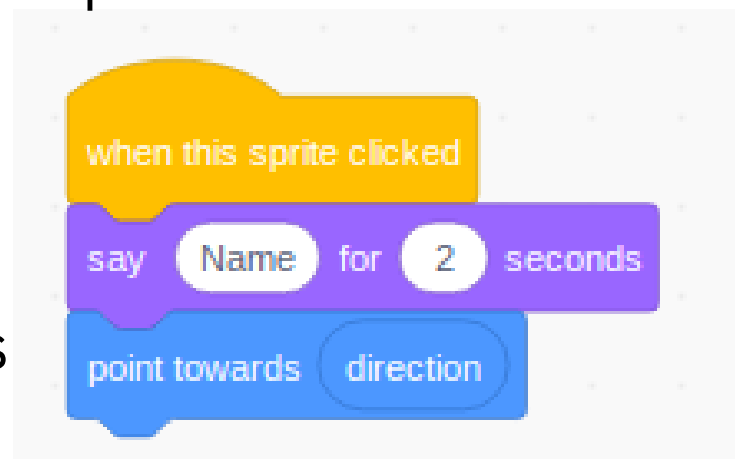 when this sprite clicked
say Name for 2 seconds
point towards direction